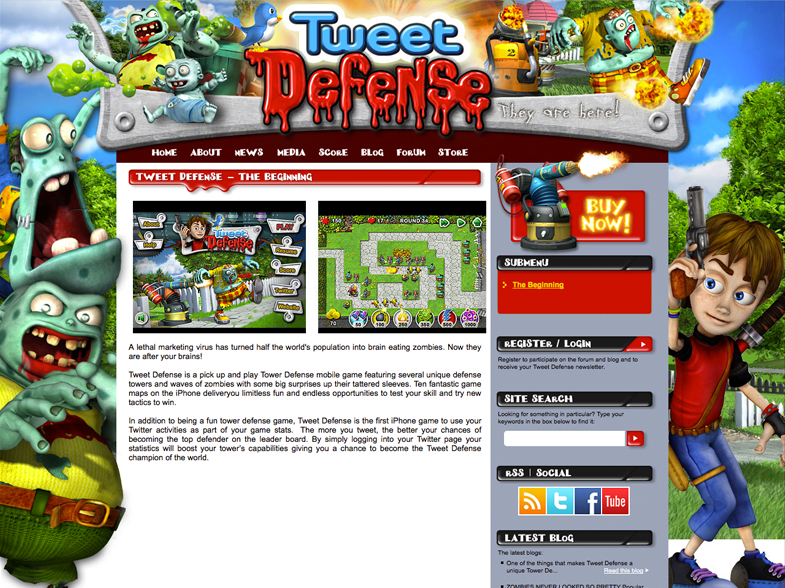 Tweet
Defense
They are here!
HOME ABOUT NEWS MEDIA SCORE BLOG FORUM STORE
TWEET DEFENSE – THE BEGINNING
About
Help
Tweet
Defense
PLAY
Resume
Score
Twitter
Website
150 17 ROUND 34
BUY
NOW!
SUBMENU
The Beginning
A lethal marketing virus has turned half the world's population into brain eating zombies. Now they
are after your brains!
Tweet Defense is a pick up and play Tower Defense mobile game featuring several unique defense
towers and waves of zombies with some big surprises up their tattered sleeves. Ten fantastic game
maps on the iPhone deliveryou limitless fun and endless opportunities to test your skill and try new
tactics to win.
In addition to being a fun tower defense game, Tweet Defense is the first iPhone game to use your
Twitter activities as part of your game stats. The more you tweet, the better your chances of
becoming the top defender on the leader board. By simply logging into your Twitter page your
statistics will boost your tower's capabilities giving you a chance to become the Tweet Defense
champion of the world.
REGISTER / LOGIN
Register to participate on the forum and blog and to
receive your Tweet Defense newsletter.
SITE SEARCH
Looking for something in particular? Type your
keywords in the box below to find it:
RSS | SOCIAL
Tube
LATEST BLOG
The latest blogs:
One of the things that makes Tweet Defense a
unique Tower De... Read this blog
ZOMBIES NEVER LOOKED SO PRETTY Popular